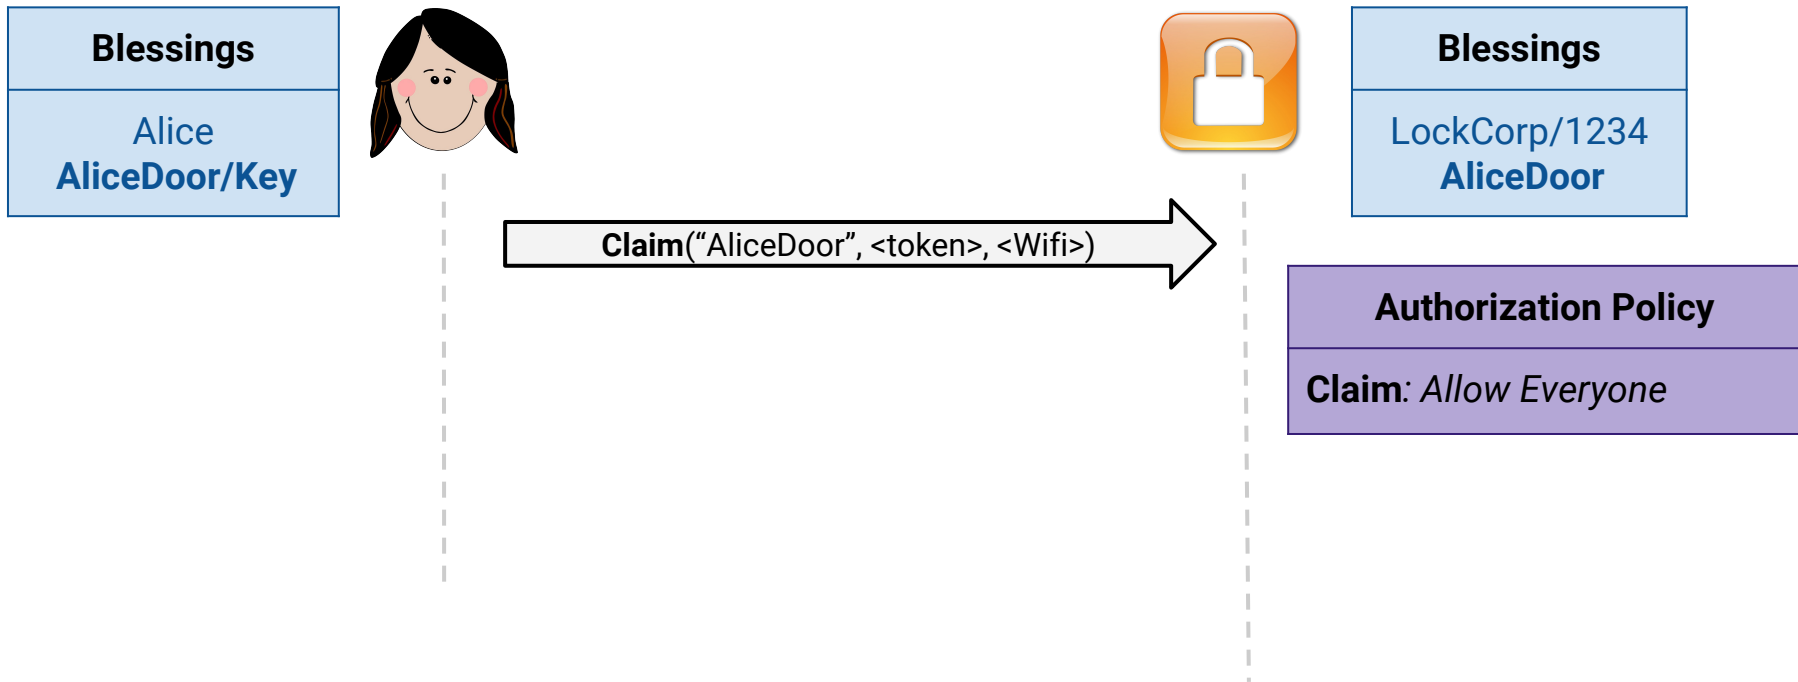 Blessings
Alice
AliceDoor/Key
Blessings
LockCorp/1234
AliceDoor
Claim(“AliceDoor”, <token>, <Wifi>)
Authorization Policy
Claim: Allow Everyone